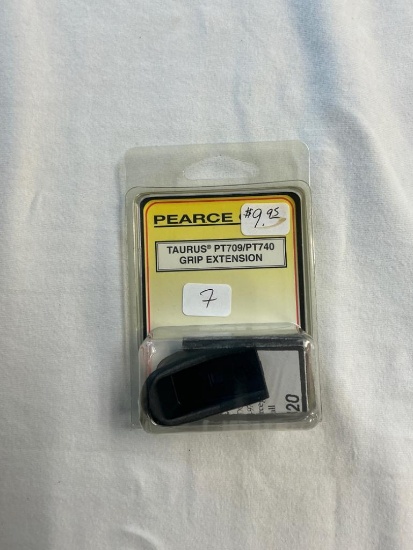 PEARCE
$9.95
TAURUS® PT709/PT740
GRIP EXTENSION
7
20